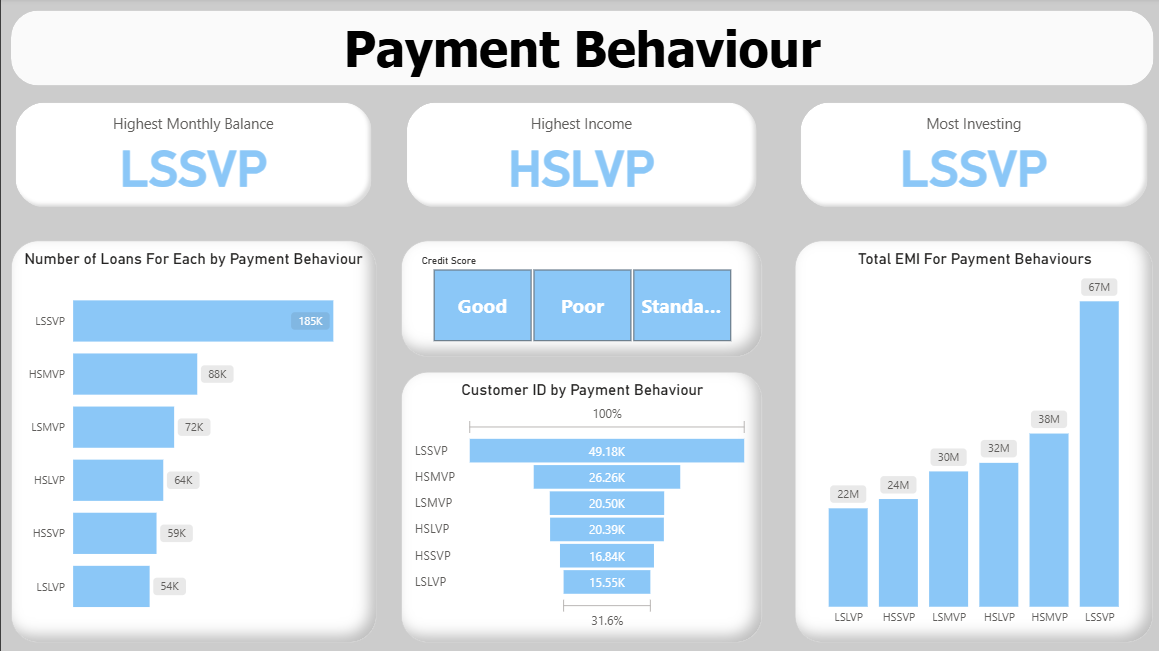 Payment Behaviour
Highest Monthly Balance
LSSVP
Highest Income
HSLVP
Most Investing
LSSVP
Number of Loans For Each by Payment Behaviour
LSSVP 185K
HSMVP 88K
LSMVP 72K
HSLVP 64K
HSSVP 59K
LSLVP 54K
Credit Score
Good Poor Standa...
Customer ID by Payment Behaviour
100%
LSSVP 49.18K
HSMVP 26.26K
LSMVP 20.50K
HSLVP 20.39K
HSSVP 16.84K
LSLVP 15.55K
31.6%
Total EMI For Payment Behaviours
22M 24M 30M 32M 38M 67M
LSLVP HSSVP LSMVP HSLVP HSMVP LSSVP